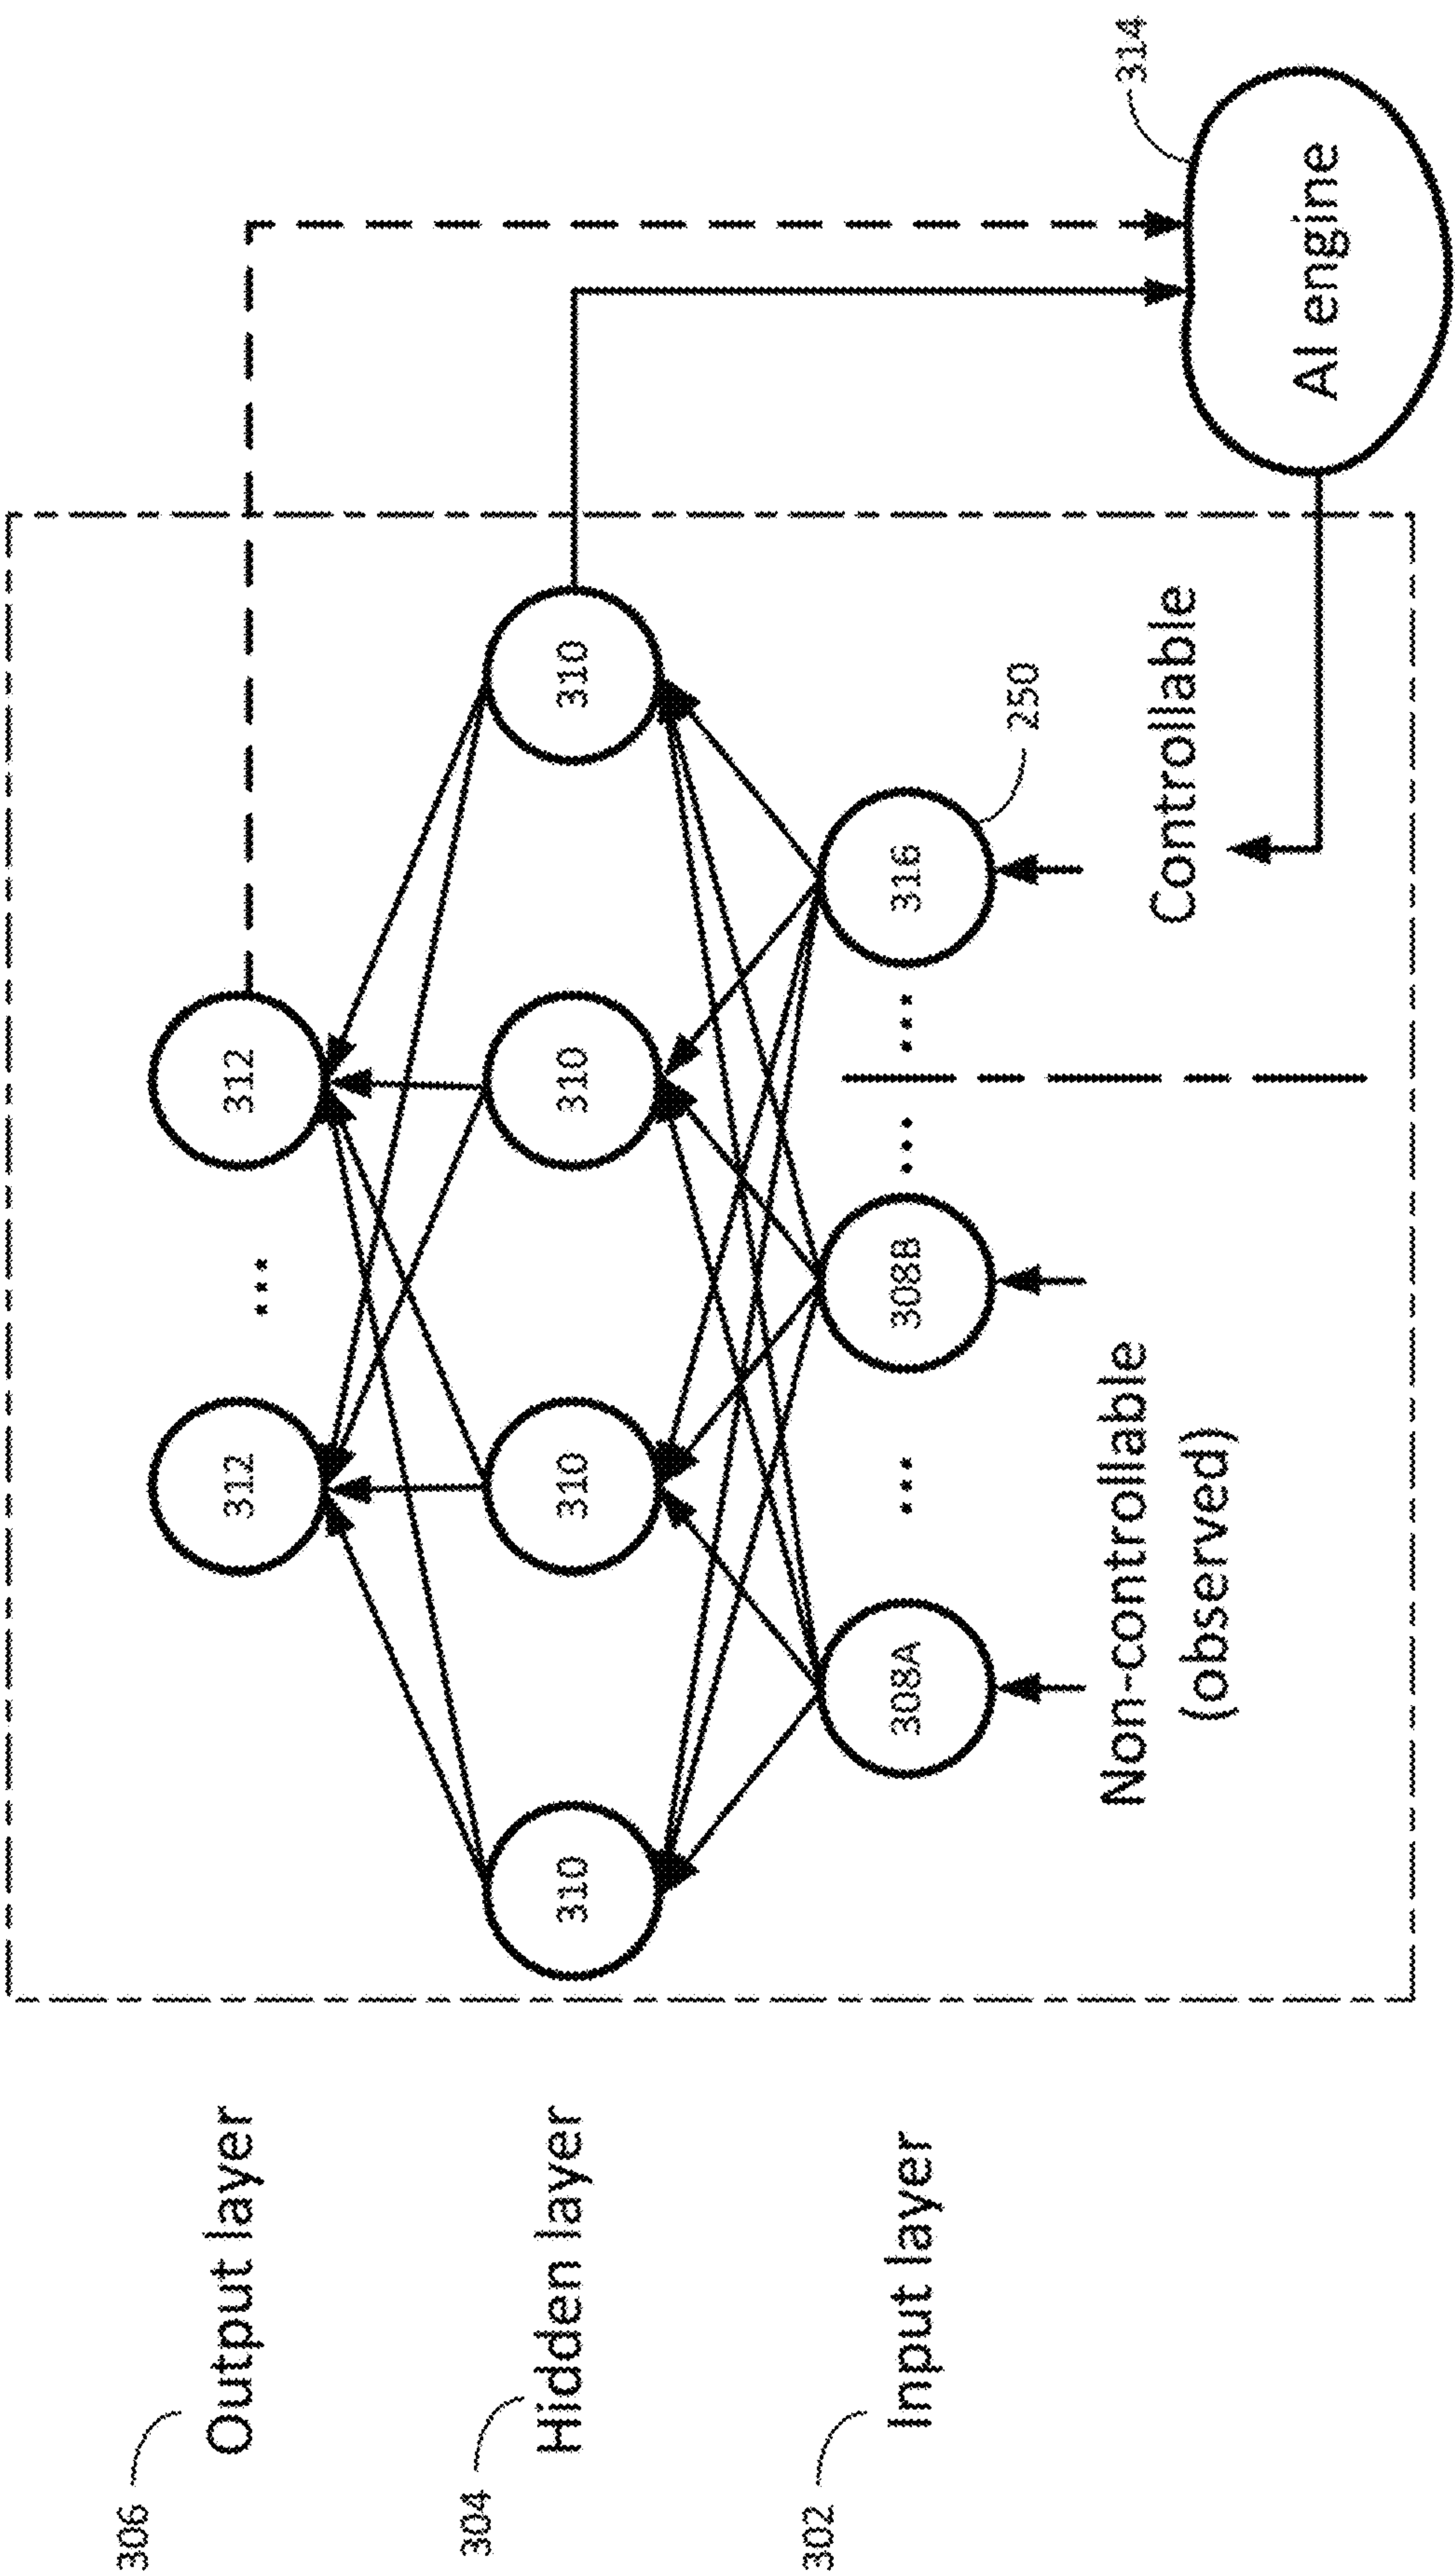 306
Output layer
312
...
312
304
Hidden layer
310
310
310
310
302
Input layer
308A
...
308B
...
...
316
250
Non-controllable
(observed)
Controllable
314
AI engine